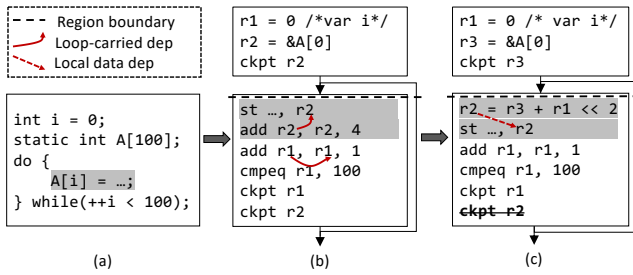 Region boundary
Loop-carried dep
Local data dep
int i = 0;
static int A[100];
do {
A[i] = …;
} while(++i < 100);
(a)
r1 = 0 /*var i*/
r2 = &A[0]
ckpt r2
st …, r2
add r2, r2, 4
add r1, r1, 1
cmpeq r1, 100
ckpt r1
ckpt r2
(b)
r1 = 0 /* var i*/
r3 = &A[0]
ckpt r3
r2 = r3 + r1 << 2
st …, r2
add r1, r1, 1
cmpeq r1, 100
ckpt r1
ckpt r2
(c)